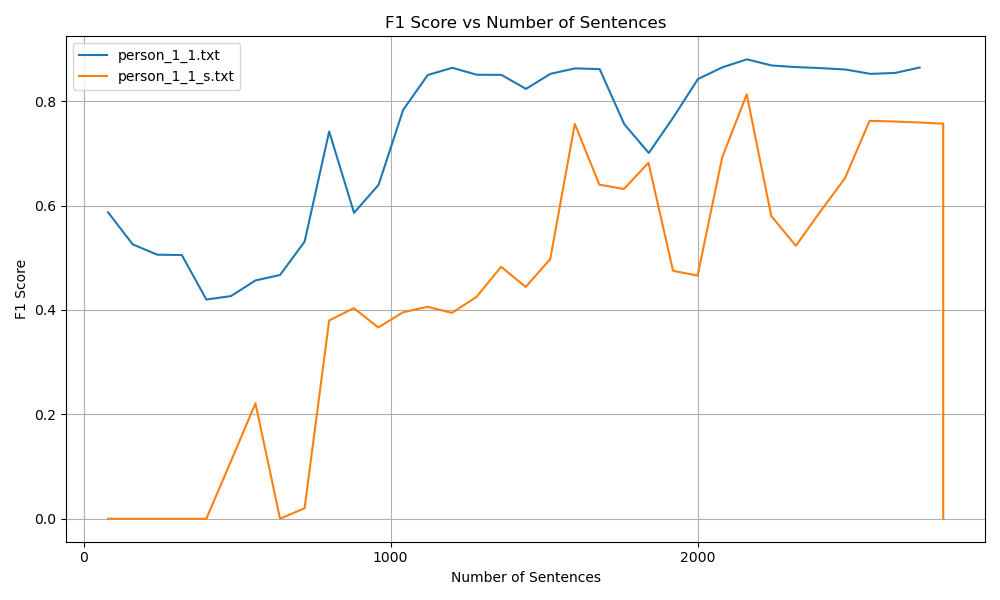 F1 Score vs Number of Sentences
person_1_1.txt
person_1_1_s.txt
F1 Score
0.8
0.6
0.4
0.2
0.0
0
1000
2000
Number of Sentences